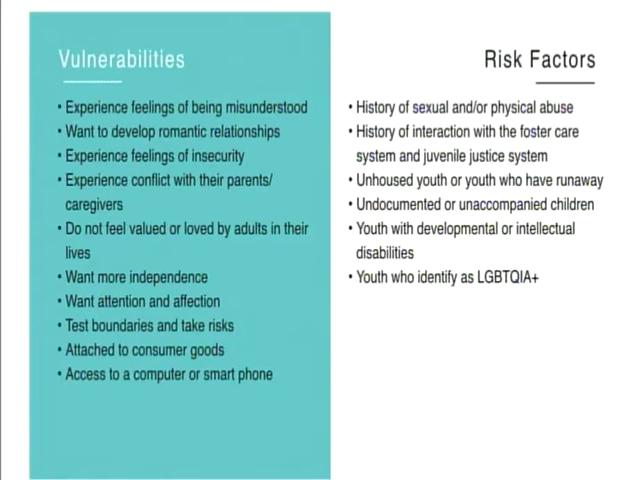 Vulnerabilities
• Experience feelings of being misunderstood
• Want to develop romantic relationships
• Experience feelings of insecurity
• Experience conflict with their parents/
caregivers
• Do not feel valued or loved by adults in their
lives
• Want more independence
• Want attention and affection
• Test boundaries and take risks
• Attached to consumer goods
• Access to a computer or smart phone
Risk Factors
• History of sexual and/or physical abuse
• History of interaction with the foster care
system and juvenile justice system
• Unhoused youth or youth who have runaway
• Undocumented or unaccompanied children
• Youth with developmental or intellectual
disabilities
• Youth who identify as LGBTQIA+